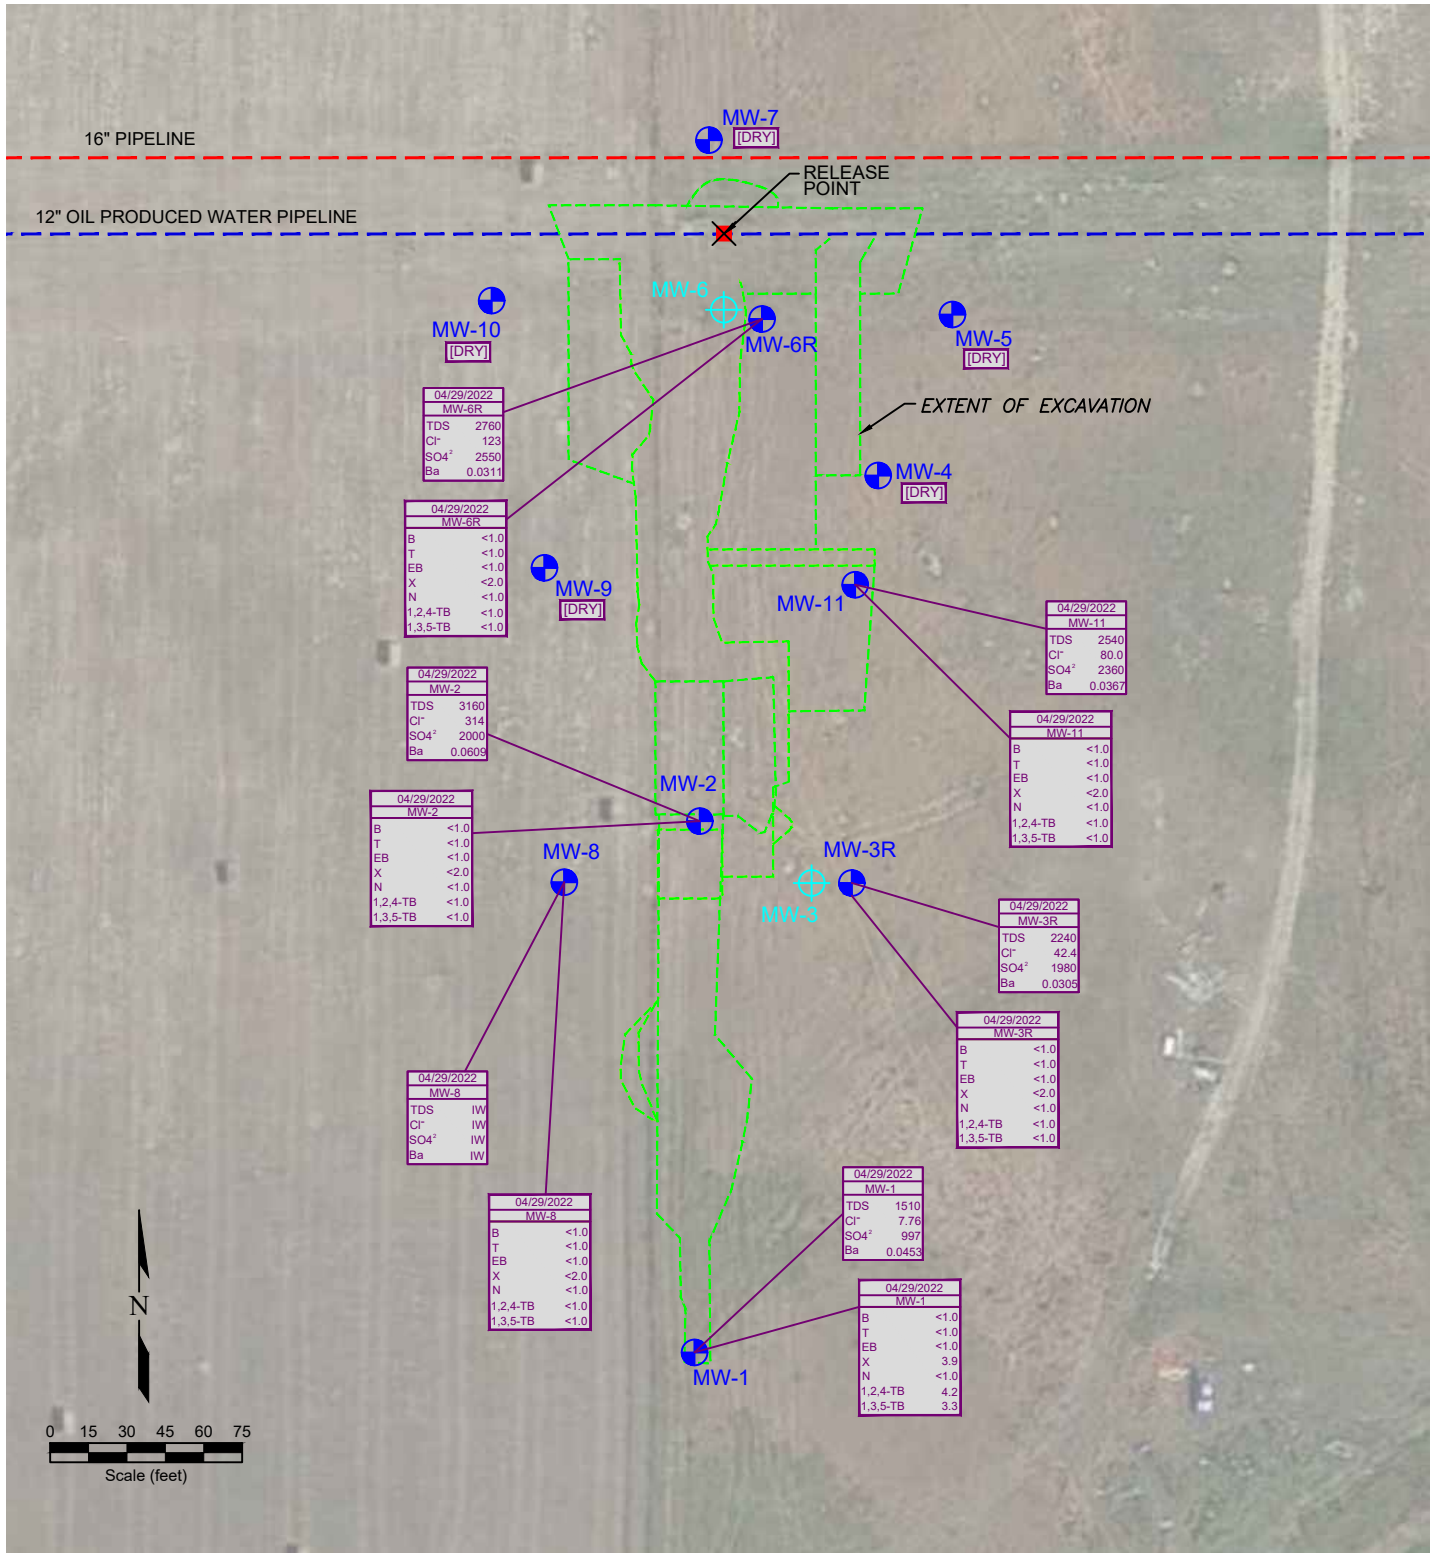 MW-7
[DRY]
16" PIPELINE
RELEASE
POINT
12" OIL PRODUCED WATER PIPELINE
MW-6
MW-10
[DRY]
MW-6R
MW-5
[DRY]
04/29/2022
MW-6R
TDS 2760
Cl⁻ 123
SO4² 2550
Ba 0.0311
EXTENT OF EXCAVATION
MW-4
[DRY]
04/29/2022
MW-6R
B <1.0
T <1.0
EB <1.0
X <2.0
N <1.0
1,2,4-TB <1.0
1,3,5-TB <1.0
MW-9
[DRY]
MW-11
04/29/2022
MW-11
TDS 2540
Cl⁻ 80.0
SO4² 2360
Ba 0.0367
04/29/2022
MW-2
TDS 3160
Cl⁻ 314
SO4² 2000
Ba 0.0609
04/29/2022
MW-11
B <1.0
T <1.0
EB <1.0
X <2.0
N <1.0
1,2,4-TB <1.0
1,3,5-TB <1.0
MW-2
04/29/2022
MW-2
B <1.0
T <1.0
EB <1.0
X <2.0
N <1.0
1,2,4-TB <1.0
1,3,5-TB <1.0
MW-8
MW-3R
MW-3
04/29/2022
MW-3R
TDS 2240
Cl⁻ 42.4
SO4² 1980
Ba 0.0305
04/29/2022
MW-3R
B <1.0
T <1.0
EB <1.0
X <2.0
N <1.0
1,2,4-TB <1.0
1,3,5-TB <1.0
04/29/2022
MW-8
TDS IW
Cl⁻ IW
SO4² IW
Ba IW
04/29/2022
MW-8
B <1.0
T <1.0
EB <1.0
X <2.0
N <1.0
1,2,4-TB <1.0
1,3,5-TB <1.0
04/29/2022
MW-1
TDS 1510
Cl⁻ 7.76
SO4² 997
Ba 0.0453
04/29/2022
MW-1
B <1.0
T <1.0
EB <1.0
X 3.9
N <1.0
1,2,4-TB 4.2
1,3,5-TB 3.3
MW-1
N
0 15 30 45 60 75
Scale (feet)